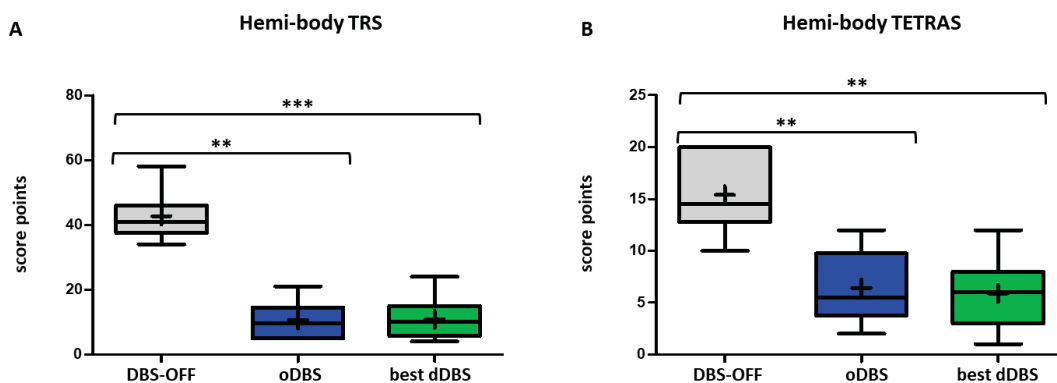 A
Hemi-body TRS
score points
80
60
40
20
0
***
**
DBS-OFF
oDBS
best dDBS
B
Hemi-body TETRAS
score points
25
20
15
10
5
0
**
**
DBS-OFF
oDBS
best dDBS